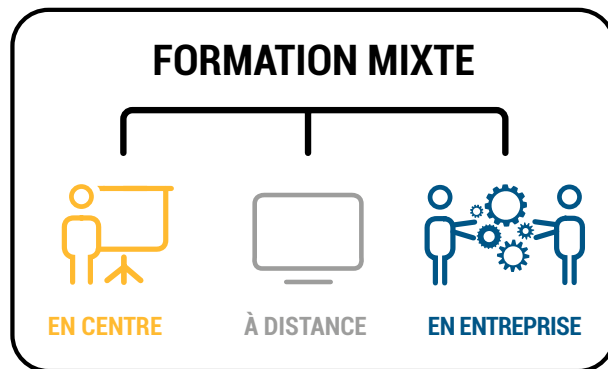 FORMATION MIXTE
EN CENTRE
À DISTANCE
EN ENTREPRISE